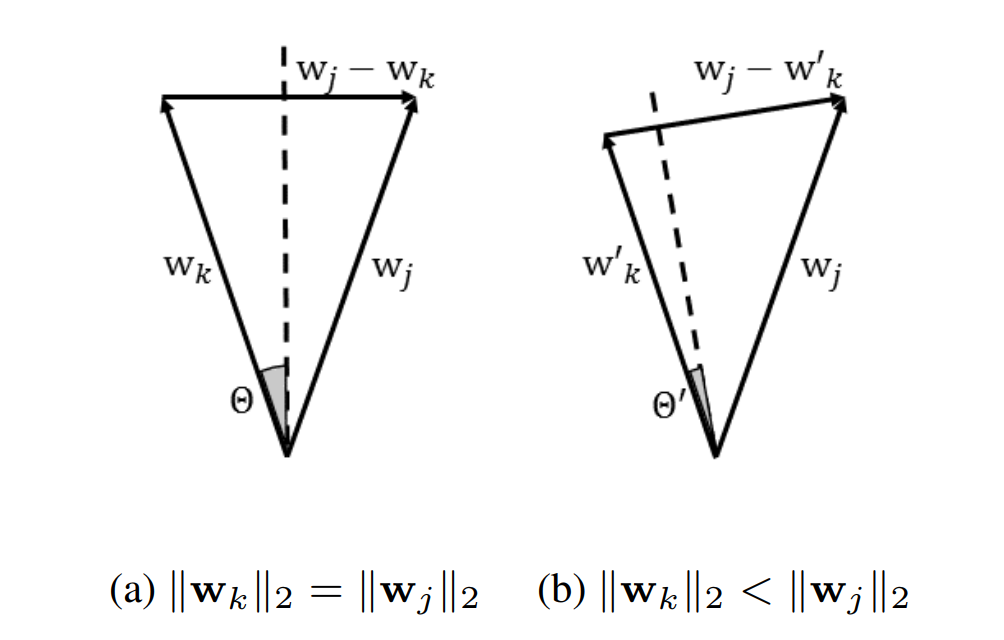 w_j − w_k
w_j − w′_k
w_k
w_j
w′_k
w_j
Θ
Θ′
(a) ‖w_k‖_2 = ‖w_j‖_2
(b) ‖w_k‖_2 < ‖w_j‖_2